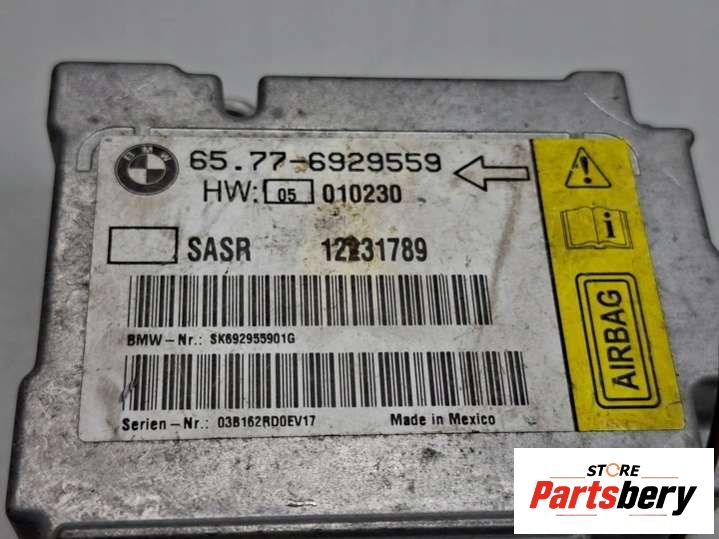 BMW 65.77-6929559
HW: 05 010230
SASR 12231789
BMW-Nr.: SK692955901G
Serien-Nr.: 03B162RD0EV17 Made in Mexico
AIRBAG
STORE
Partsbery